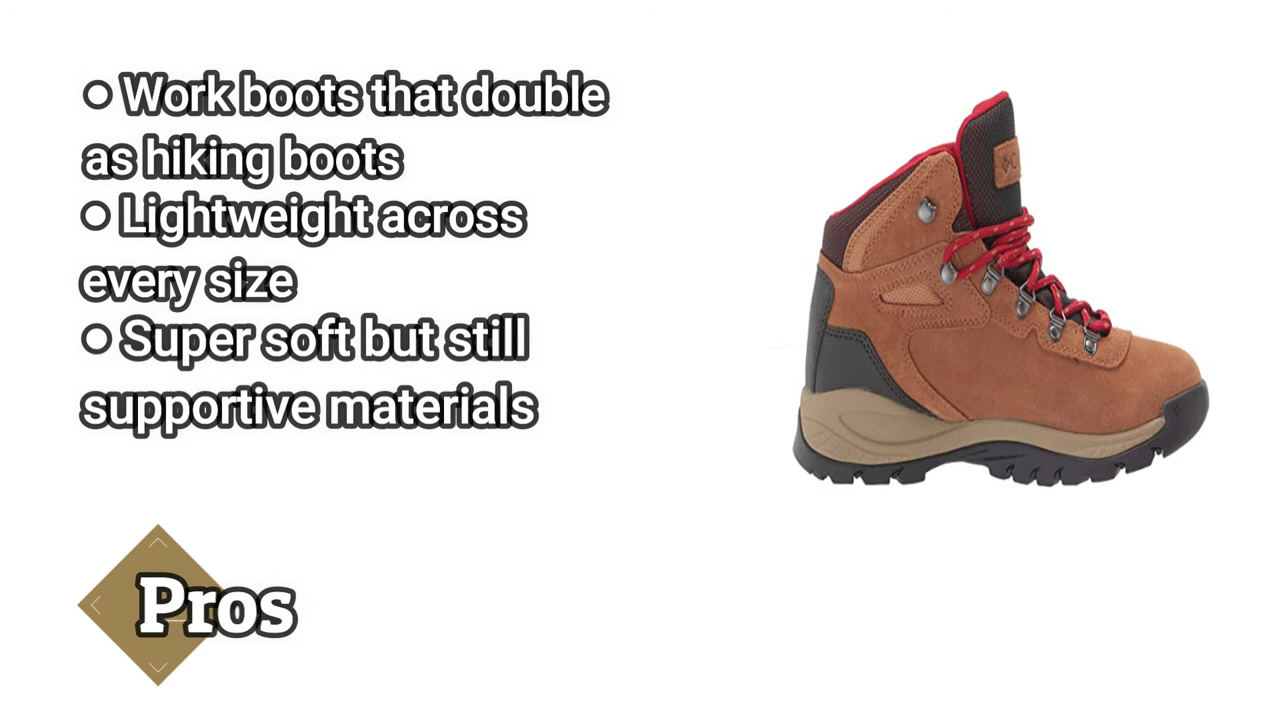 • Work boots that double
as hiking boots
• Lightweight across
every size
• Super soft but still
supportive materials
Pros